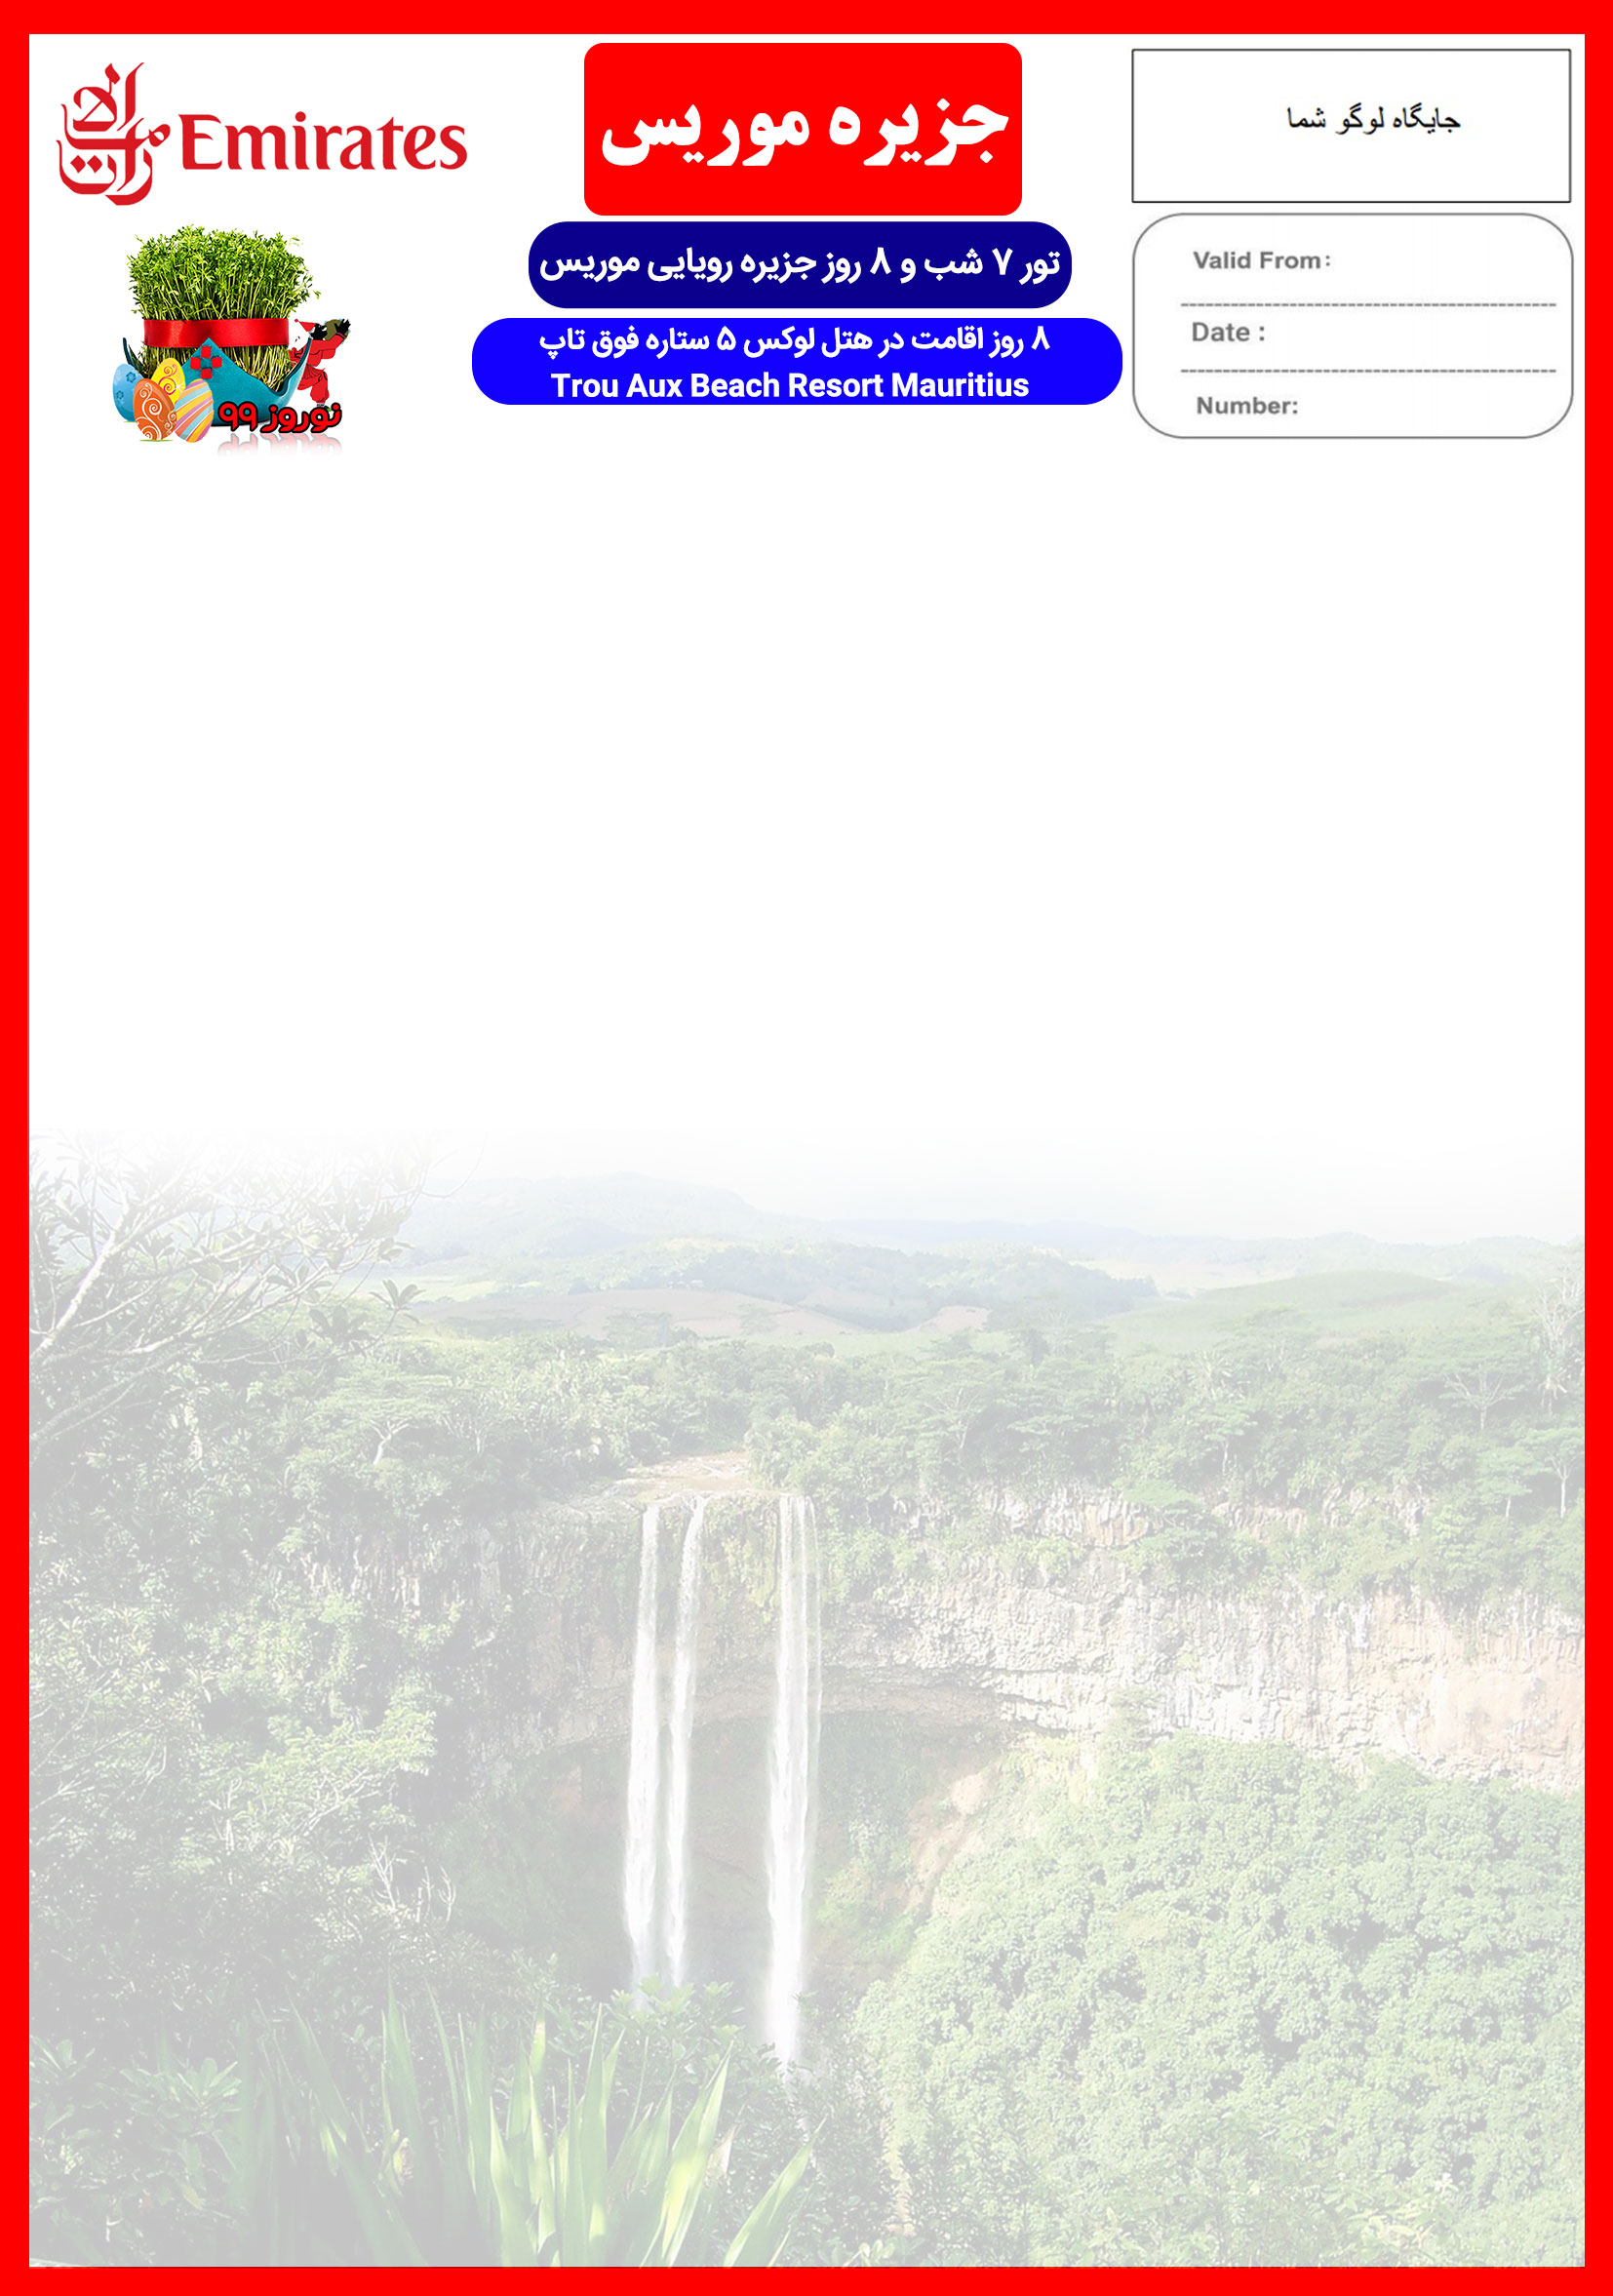 امارات
Emirates
جزیره موریس
جایگاه لوگو شما
تور ۷ شب و ۸ روز جزیره رویایی موریس
۸ روز اقامت در هتل لوکس ۵ ستاره فوق تاپ
Trou Aux Beach Resort Mauritius
Valid From:
Date :
Number:
نوروز ۹۹